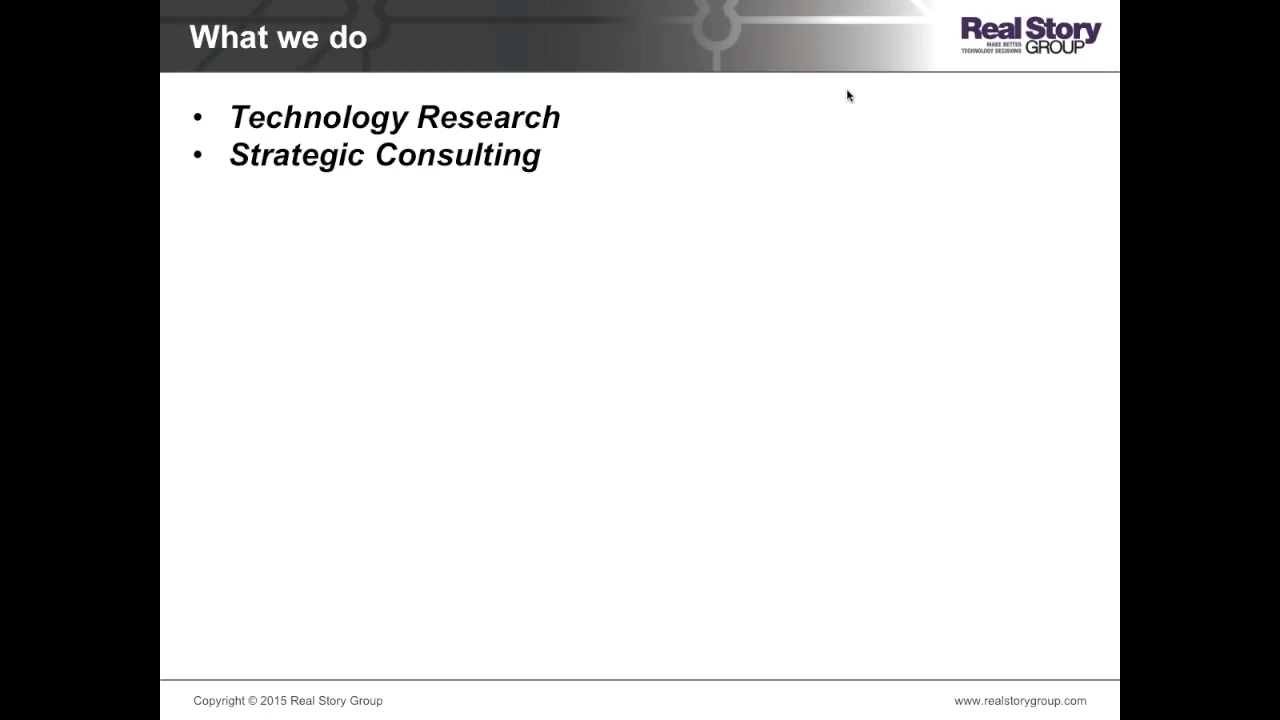 What we do
Real Story
MAKE BETTER
TECHNOLOGY DECISIONS
GROUP
• Technology Research
• Strategic Consulting
Copyright © 2015 Real Story Group
www.realstorygroup.com